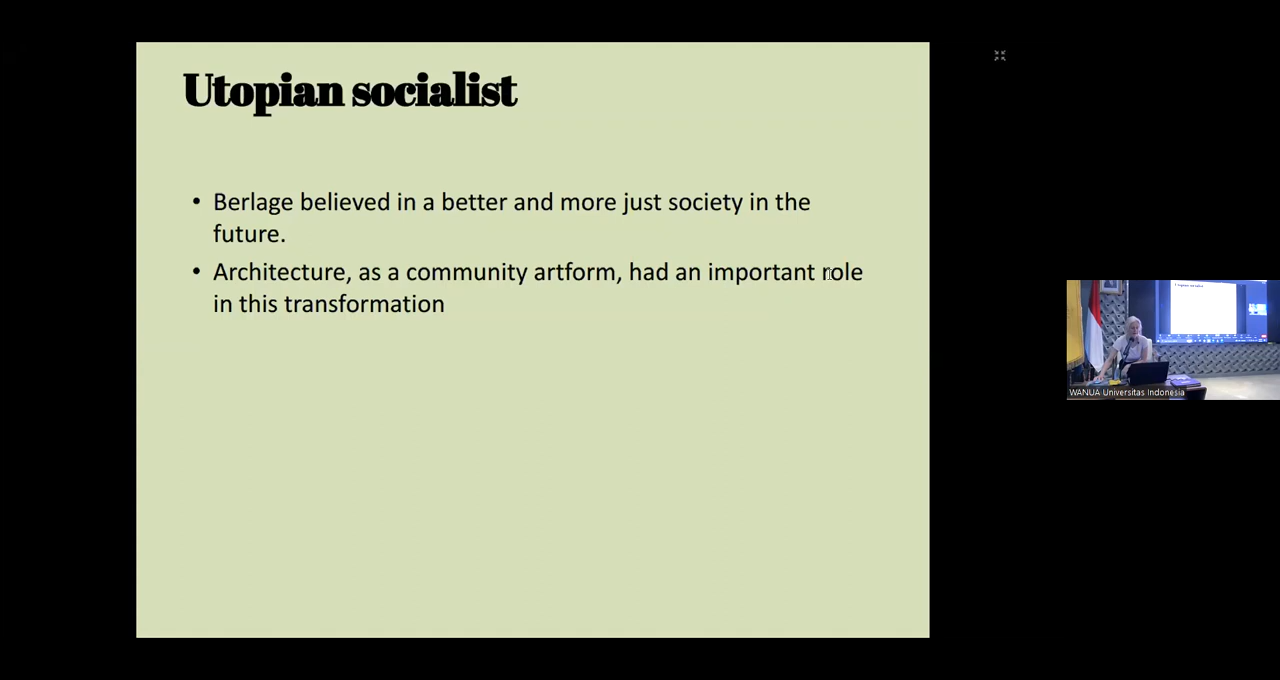 Utopian socialist
• Berlage believed in a better and more just society in the
future.
• Architecture, as a community artform, had an important role
in this transformation
WANUA Universitas Indonesia